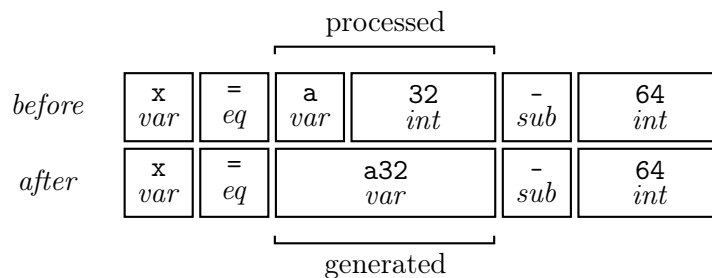 processed
before x = a 32 - 64
var eq var int sub int
after x = a32 - 64
var eq var sub int
generated